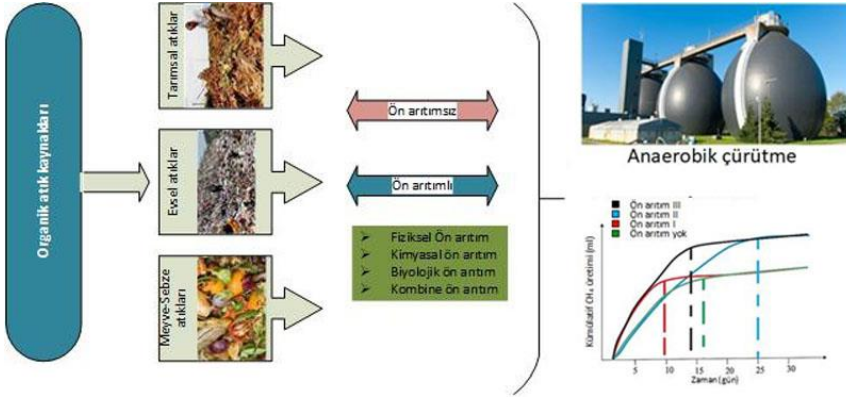 Organik atık kaynakları
Tarımsal atıklar
Evsel atıklar
Meyve-Sebze
atıkları
Ön arıtımsız
Ön arıtımlı
Fiziksel Ön arıtım
Kimyasal ön arıtım
Biyolojik ön arıtım
Kombine ön arıtım
Anaerobik çürütme
Ön arıtım III
Ön arıtım II
Ön arıtım I
Ön arıtım yok
Kümülatif CH₄ üretimi (ml)
5 10 15 20 25 30
Zaman (gün)